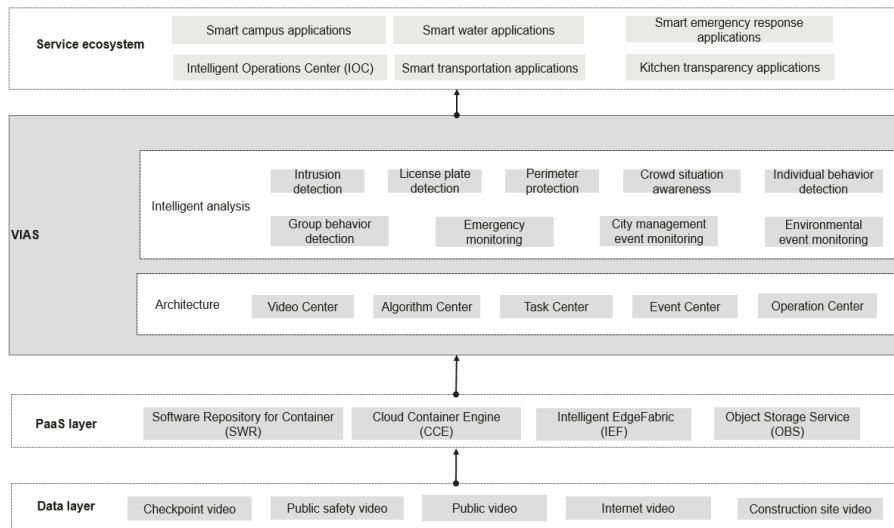 Service ecosystem
Smart campus applications
Smart water applications
Smart emergency response
applications
Intelligent Operations Center (IOC)
Smart transportation applications
Kitchen transparency applications
VIAS
Intelligent analysis
Intrusion
detection
License plate
detection
Perimeter
protection
Crowd situation
awareness
Individual behavior
detection
Group behavior
detection
Emergency
monitoring
City management
event monitoring
Environmental
event monitoring
Architecture
Video Center
Algorithm Center
Task Center
Event Center
Operation Center
PaaS layer
Software Repository for Container
(SWR)
Cloud Container Engine
(CCE)
Intelligent EdgeFabric
(IEF)
Object Storage Service
(OBS)
Data layer
Checkpoint video
Public safety video
Public video
Internet video
Construction site video